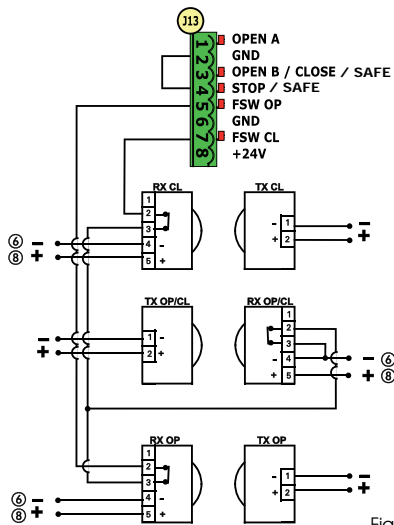 J13
1 OPEN A
2 GND
3 OPEN B / CLOSE / SAFE
4 STOP / SAFE
5 FSW OP
6 GND
7 FSW CL
8 +24V
RX CL
1
2
3
⑥ − 4 -
⑧ + 5 +
TX CL
- 1 −
+ 2 +
TX OP/CL
− 1 -
+ 2 +
RX OP/CL
1
2
3
- 4 − ⑥
+ 5 + ⑧
RX OP
1
2
3
⑥ − 4 -
⑧ + 5 +
TX OP
- 1 −
+ 2 +
Fig